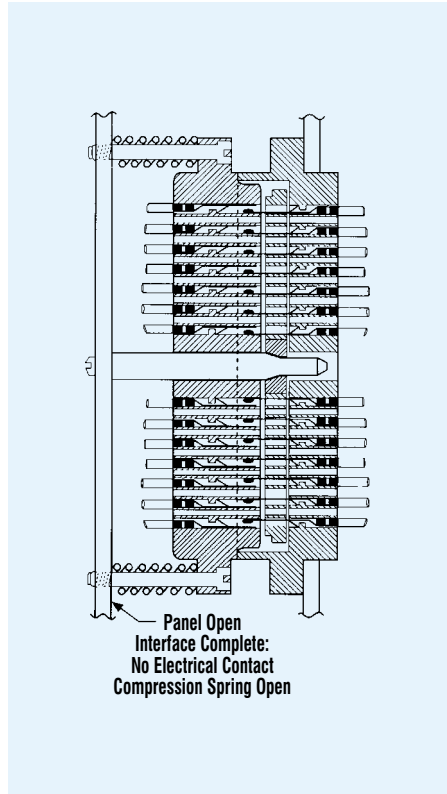 Panel Open
Interface Complete:
No Electrical Contact
Compression Spring Open